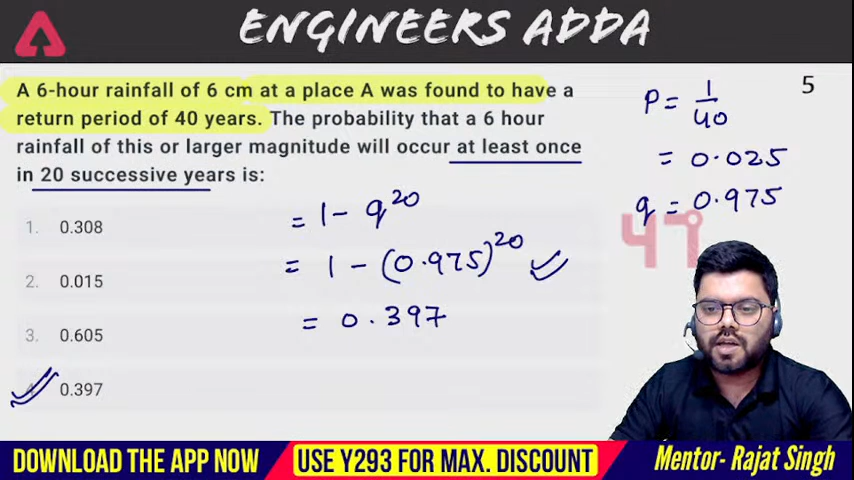 ENGINEERS ADDA
A 6-hour rainfall of 6 cm at a place A was found to have a
return period of 40 years. The probability that a 6 hour
rainfall of this or larger magnitude will occur at least once
in 20 successive years is:
1. 0.308
2. 0.015
3. 0.605
0.397
= 1 - q^20
= 1 - (0.975)^20
= 0.397
5
P = 1/40
= 0.025
q = 0.975
47
DOWNLOAD THE APP NOW
USE Y293 FOR MAX. DISCOUNT
Mentor- Rajat Singh